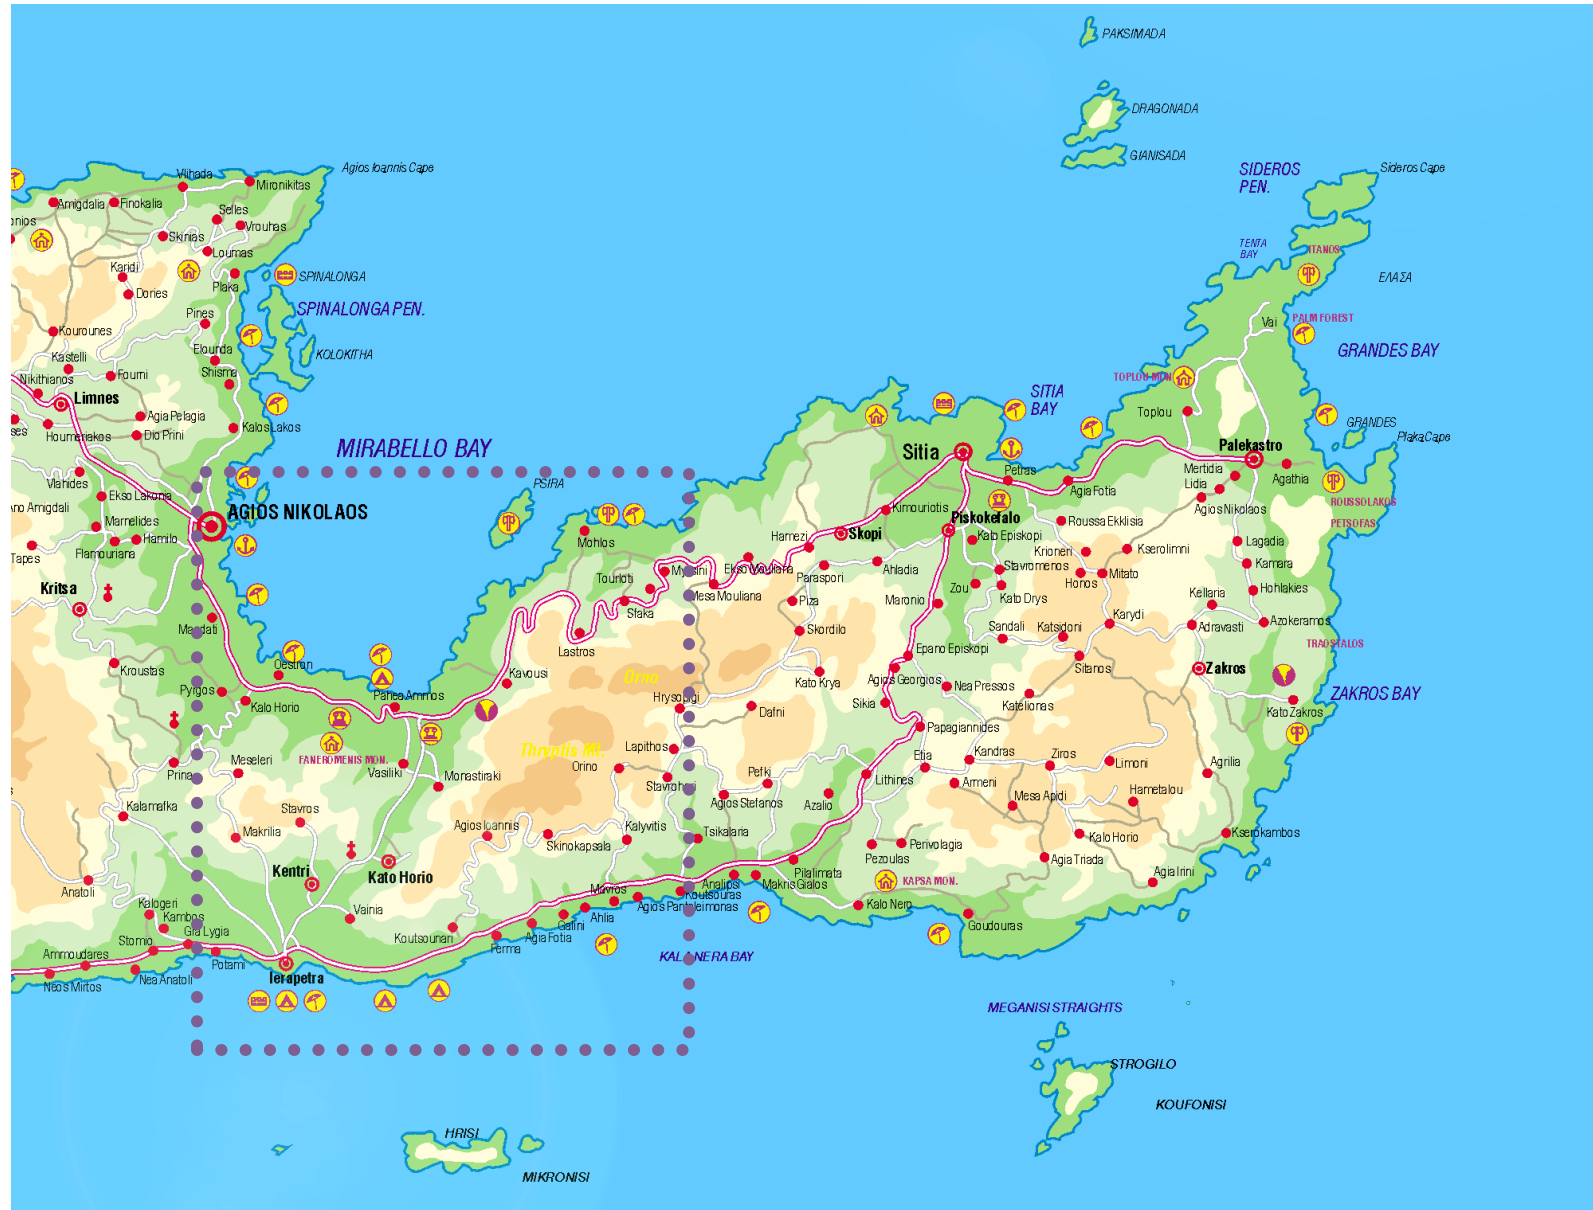 PAKSIMADA
DRAGONADA
GIANISADA
Agios Ioannis Cape
SIDEROS
PEN.
Sideros Cape
Vlihada
Mironikitas
Amigdalia
Finokalia
Selles
Vrouhas
Skinias
Loumas
TENTA
BAY
ITANOS
ΕΛΑΣΑ
Karidi
Plaka
SPINALONGA
Dories
SPINALONGA PEN.
Pines
Kourounes
Vai
PALM FOREST
GRANDES BAY
Elounda
KOLOKITHA
Kastelli
Shisma
Nikithianos
Fourni
TOPLOU MON.
SITIA
BAY
Limnes
Agia Pelagia
Toplou
Houmeriakos
Dio Prini
Kalos Lakos
GRANDES
Plaka Cape
MIRABELLO BAY
Sitia
Palekastro
Vlahides
Petras
Mertidia
Agathia
Ekso Lakonia
PSIRA
Agia Fotia
Lidia
ROUSSOLAKOS
Ano Amigdali
AGIOS NIKOLAOS
Kimouriotis
Piskokefalo
Roussa Ekklisia
Agios Nikolaos
PETSOFAS
Marnelides
Hamilo
Mohlos
Hamezi
Skopi
Kato Episkopi
Lagadia
Tapes
Flamouriana
Krioneri
Kserolimni
Kritsa
Tourloti
Myrsini
Ekso Mouliana
Paraspori
Ahladia
Stavromenos
Honos
Mitato
Kamara
Mesa Mouliana
Zou
Kato Drys
Hohlakies
Sfaka
Piza
Maronio
Kellaria
Mardati
Skordilo
Sandali
Katsidoni
Karydi
Adravasti
Azokeramos
Lastros
Epano Episkopi
Sitanos
TRAOSTALOS
Kroustas
Oestron
Kavousi
Orno
Kato Krya
Agios Georgios
Nea Pressos
Zakros
Pyrgos
Kalo Horio
Pahea Ammos
Hrysopigi
Dafni
Sikia
Katelionas
Kato Zakros
ZAKROS BAY
Papagiannides
FANEROMENIS MON.
Thryptis Mt.
Lapithos
Etia
Kandras
Ziros
Limoni
Prina
Meseleri
Vasiliki
Monastiraki
Orino
Stavrohori
Pefki
Lithines
Armeni
Agrilia
Kalamafka
Stavros
Agios Stefanos
Azalio
Mesa Apidi
Hametalou
Makrilia
Agios Ioannis
Skinokapsala
Kalyvitis
Tsikalaria
Pezoulas
Perivolagia
Kalo Horio
Kserokambos
Kentri
Kato Horio
Pilalimata
Agia Triada
Agia Irini
Anatoli
Mavros
Analipsi
Makris Gialos
KAPSA MON.
Kalogeri
Vainia
Koutsouras
Agios Panteleimonas
Kalo Nero
Kambos
Ahlia
Galini
Goudouras
Stomio
Gra Lygia
Koutsounari
Ferma
Agia Fotia
Ammoudares
Potami
KALA NERA BAY
Neos Mirtos
Nea Anatoli
Ierapetra
MEGANISI STRAIGHTS
STROGILO
KOUFONISI
HRISI
MIKRONISI